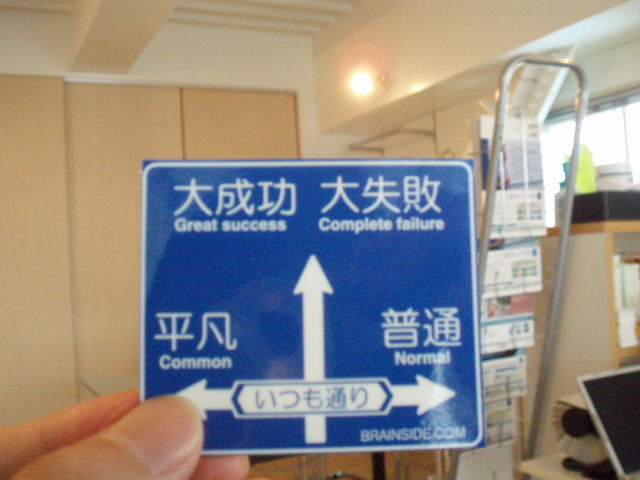 大成功 大失敗
Great success Complete failure
平凡 普通
Common Normal
いつも通り
BRAINSIDE.COM